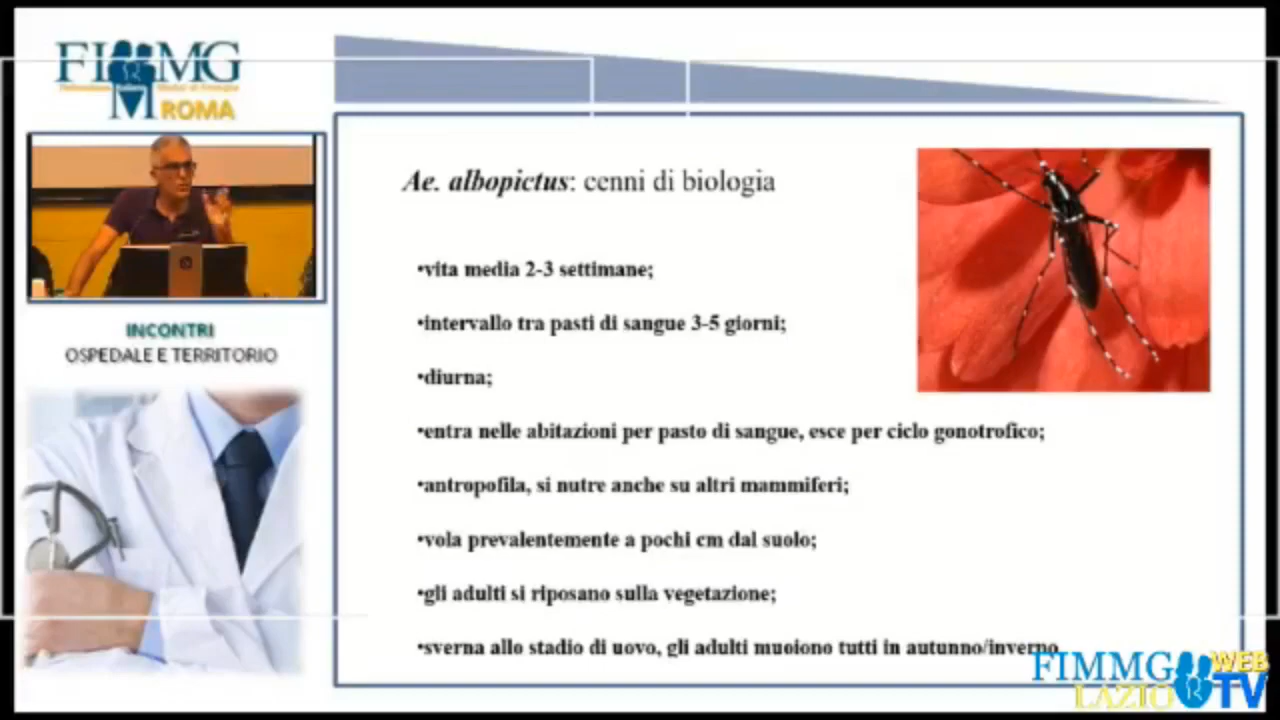 FIMMG
ROMA
INCONTRI
OSPEDALE E TERRITORIO
Ae. albopictus: cenni di biologia
•vita media 2-3 settimane;
•intervallo tra pasti di sangue 3-5 giorni;
•diurna;
•entra nelle abitazioni per pasto di sangue, esce per ciclo gonotrofico;
•antropofila, si nutre anche su altri mammiferi;
•vola prevalentemente a pochi cm dal suolo;
•gli adulti si riposano sulla vegetazione;
•sverna allo stadio di uovo, gli adulti muoiono tutti in autunno/inverno
FIMMG WEB
LAZIO TV